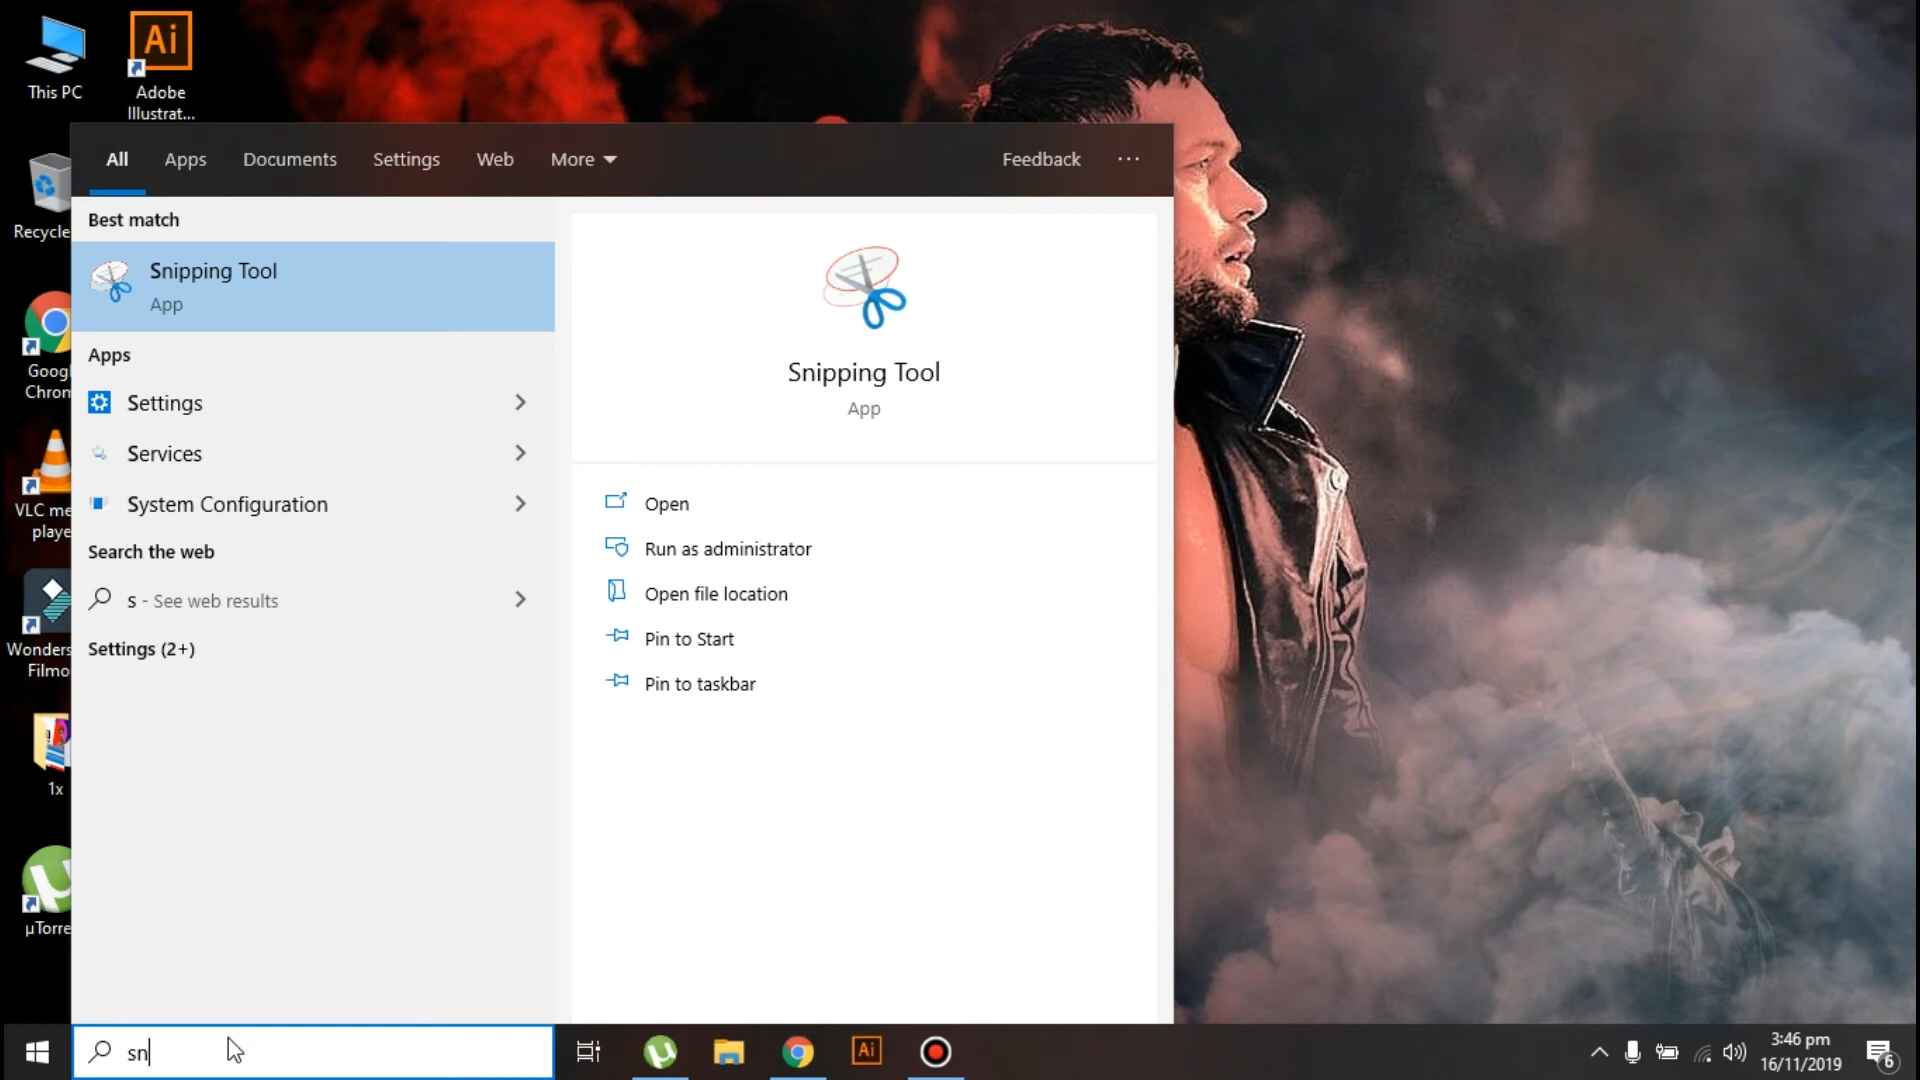 This PC
Ai
Adobe
Illustrat...
Recycle
Googl
Chrom
VLC me
playe
Wonders
Filmo
1x
µTorre
All
Apps
Documents
Settings
Web
More
Feedback
Best match
Snipping Tool
App
Apps
Settings
Services
System Configuration
Search the web
s - See web results
Settings (2+)
Snipping Tool
App
Open
Run as administrator
Open file location
Pin to Start
Pin to taskbar
sn
Ai
3:46 pm
16/11/2019
6